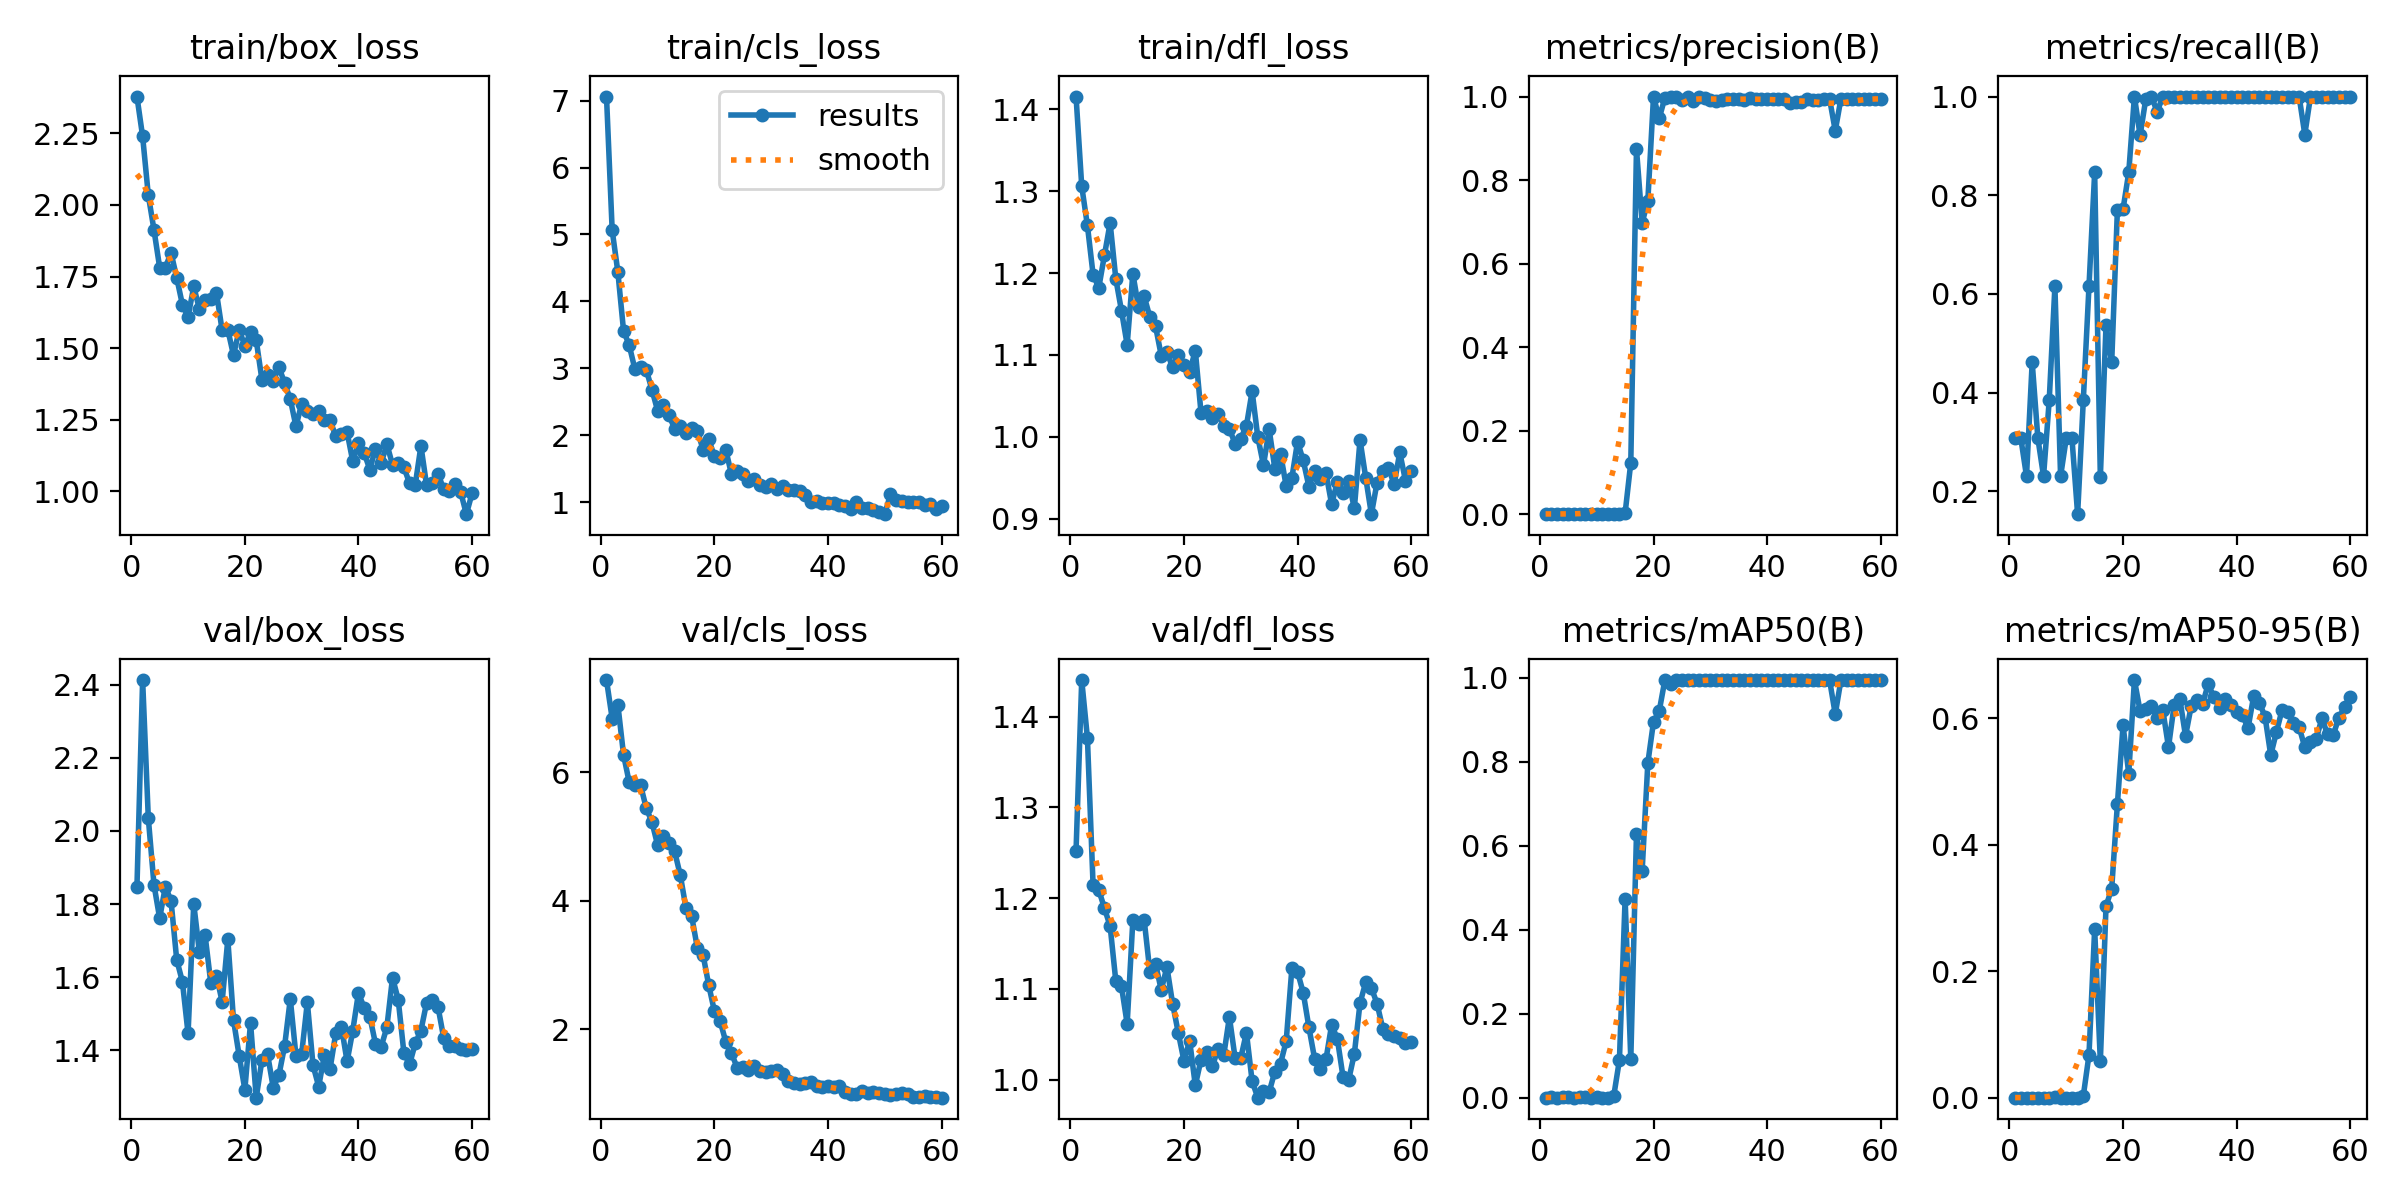 train/box_loss
train/cls_loss
train/dfl_loss
metrics/precision(B)
metrics/recall(B)
2.25
2.00
1.75
1.50
1.25
1.00
0 20 40 60
7
6
5
4
3
2
1
results
smooth
0 20 40 60
1.4
1.3
1.2
1.1
1.0
0.9
0 20 40 60
1.0
0.8
0.6
0.4
0.2
0.0
0 20 40 60
1.0
0.8
0.6
0.4
0.2
0 20 40 60
val/box_loss
val/cls_loss
val/dfl_loss
metrics/mAP50(B)
metrics/mAP50-95(B)
2.4
2.2
2.0
1.8
1.6
1.4
0 20 40 60
6
4
2
0 20 40 60
1.4
1.3
1.2
1.1
1.0
0 20 40 60
1.0
0.8
0.6
0.4
0.2
0.0
0 20 40 60
0.6
0.4
0.2
0.0
0 20 40 60